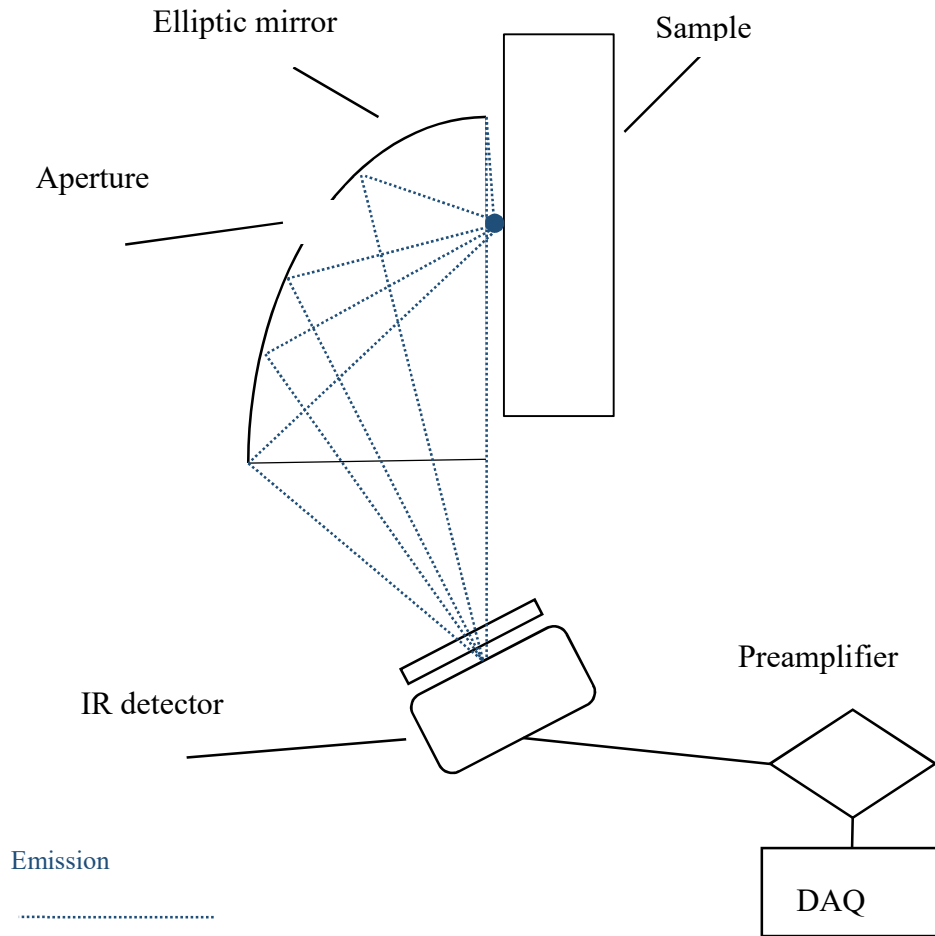 Elliptic mirror
Sample
Aperture
Preamplifier
IR detector
Emission
DAQ